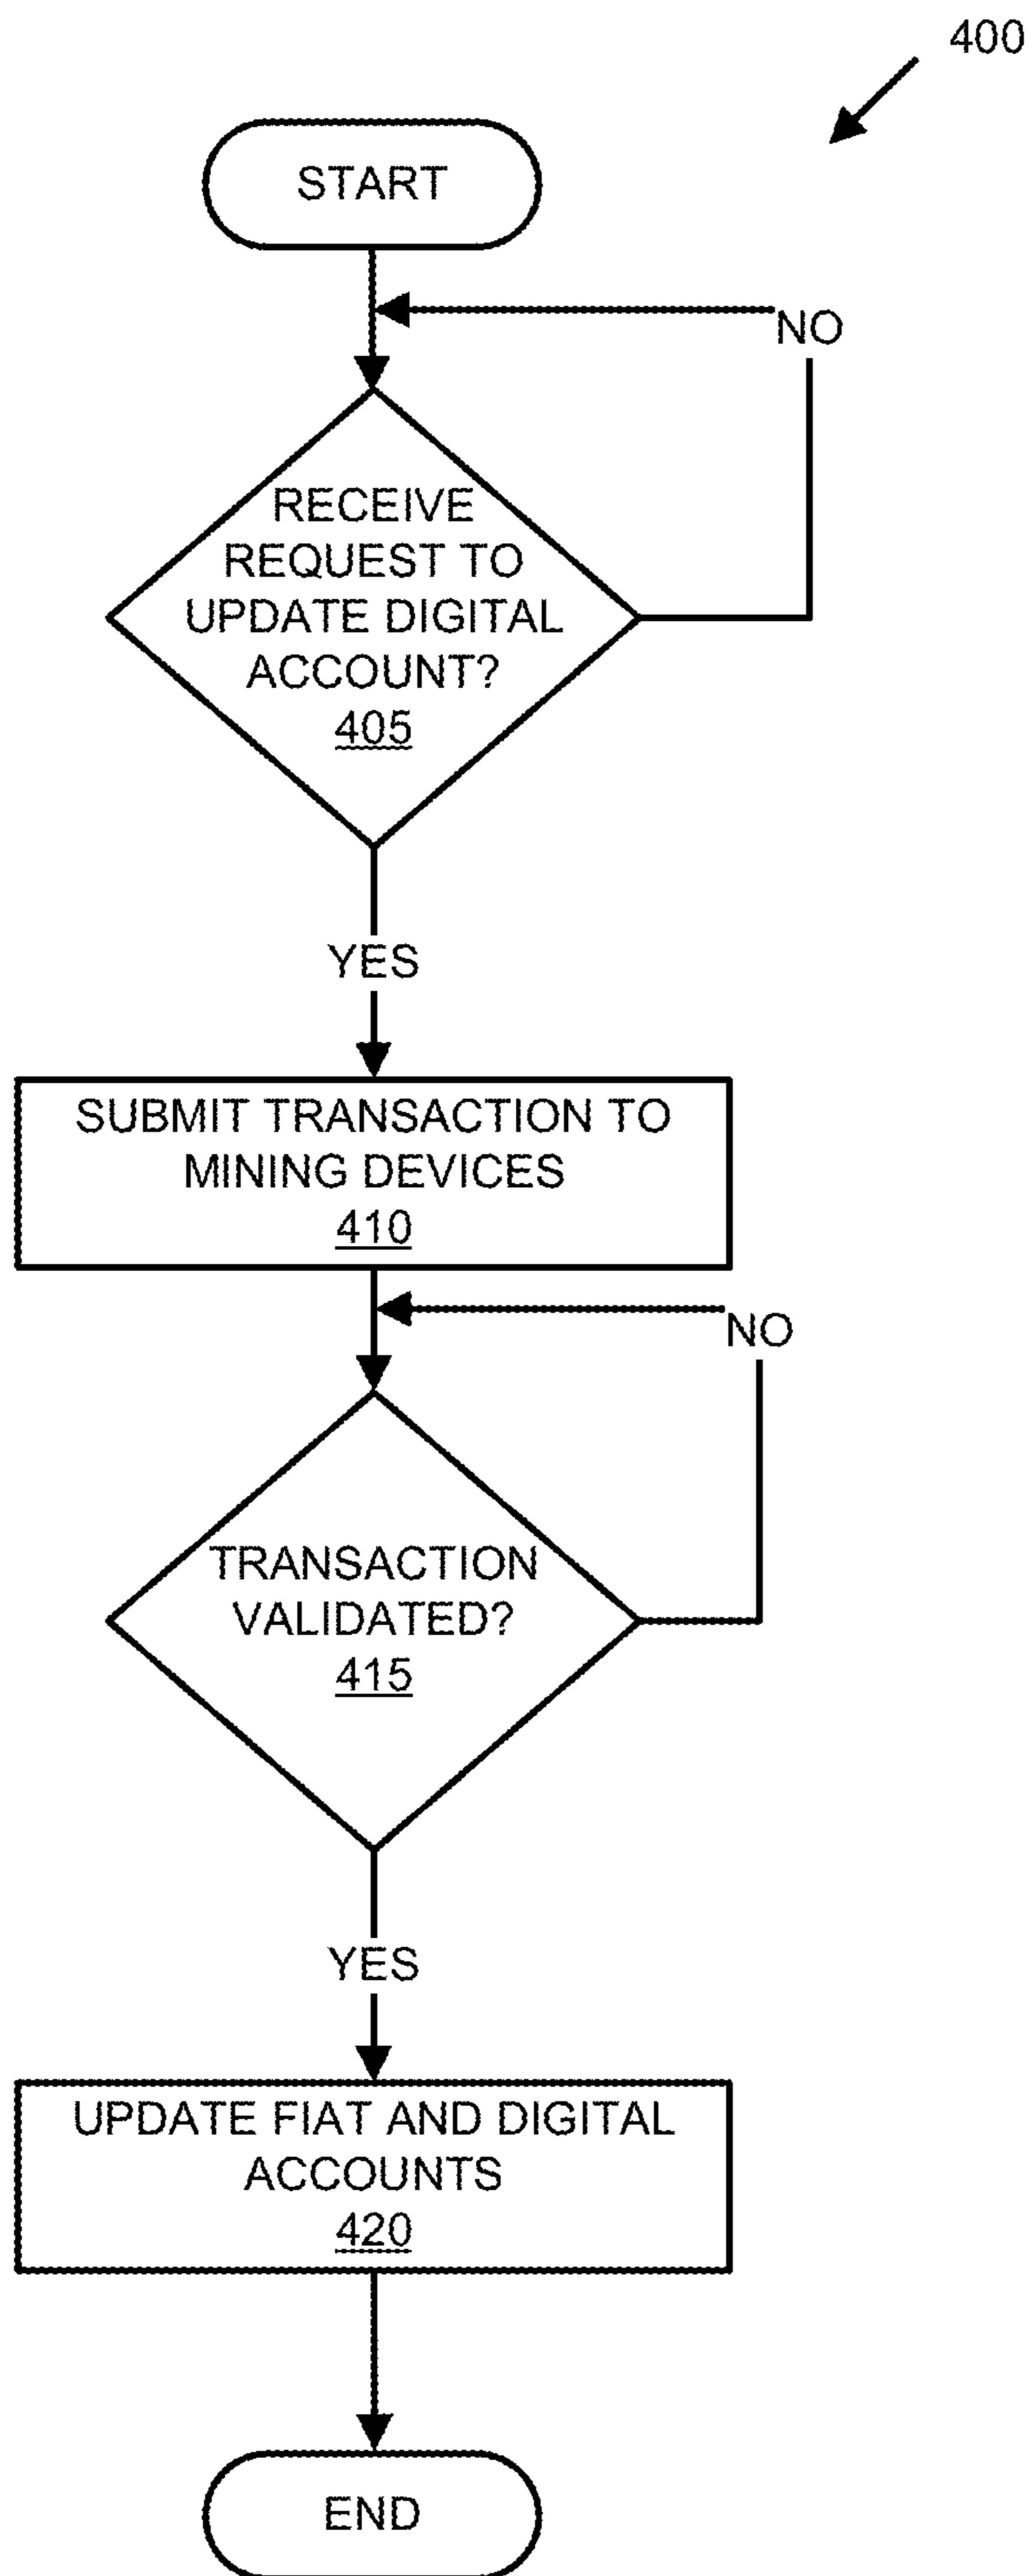 400
START
NO
RECEIVE
REQUEST TO
UPDATE DIGITAL
ACCOUNT?
405
YES
SUBMIT TRANSACTION TO
MINING DEVICES
410
NO
TRANSACTION
VALIDATED?
415
YES
UPDATE FIAT AND DIGITAL
ACCOUNTS
420
END